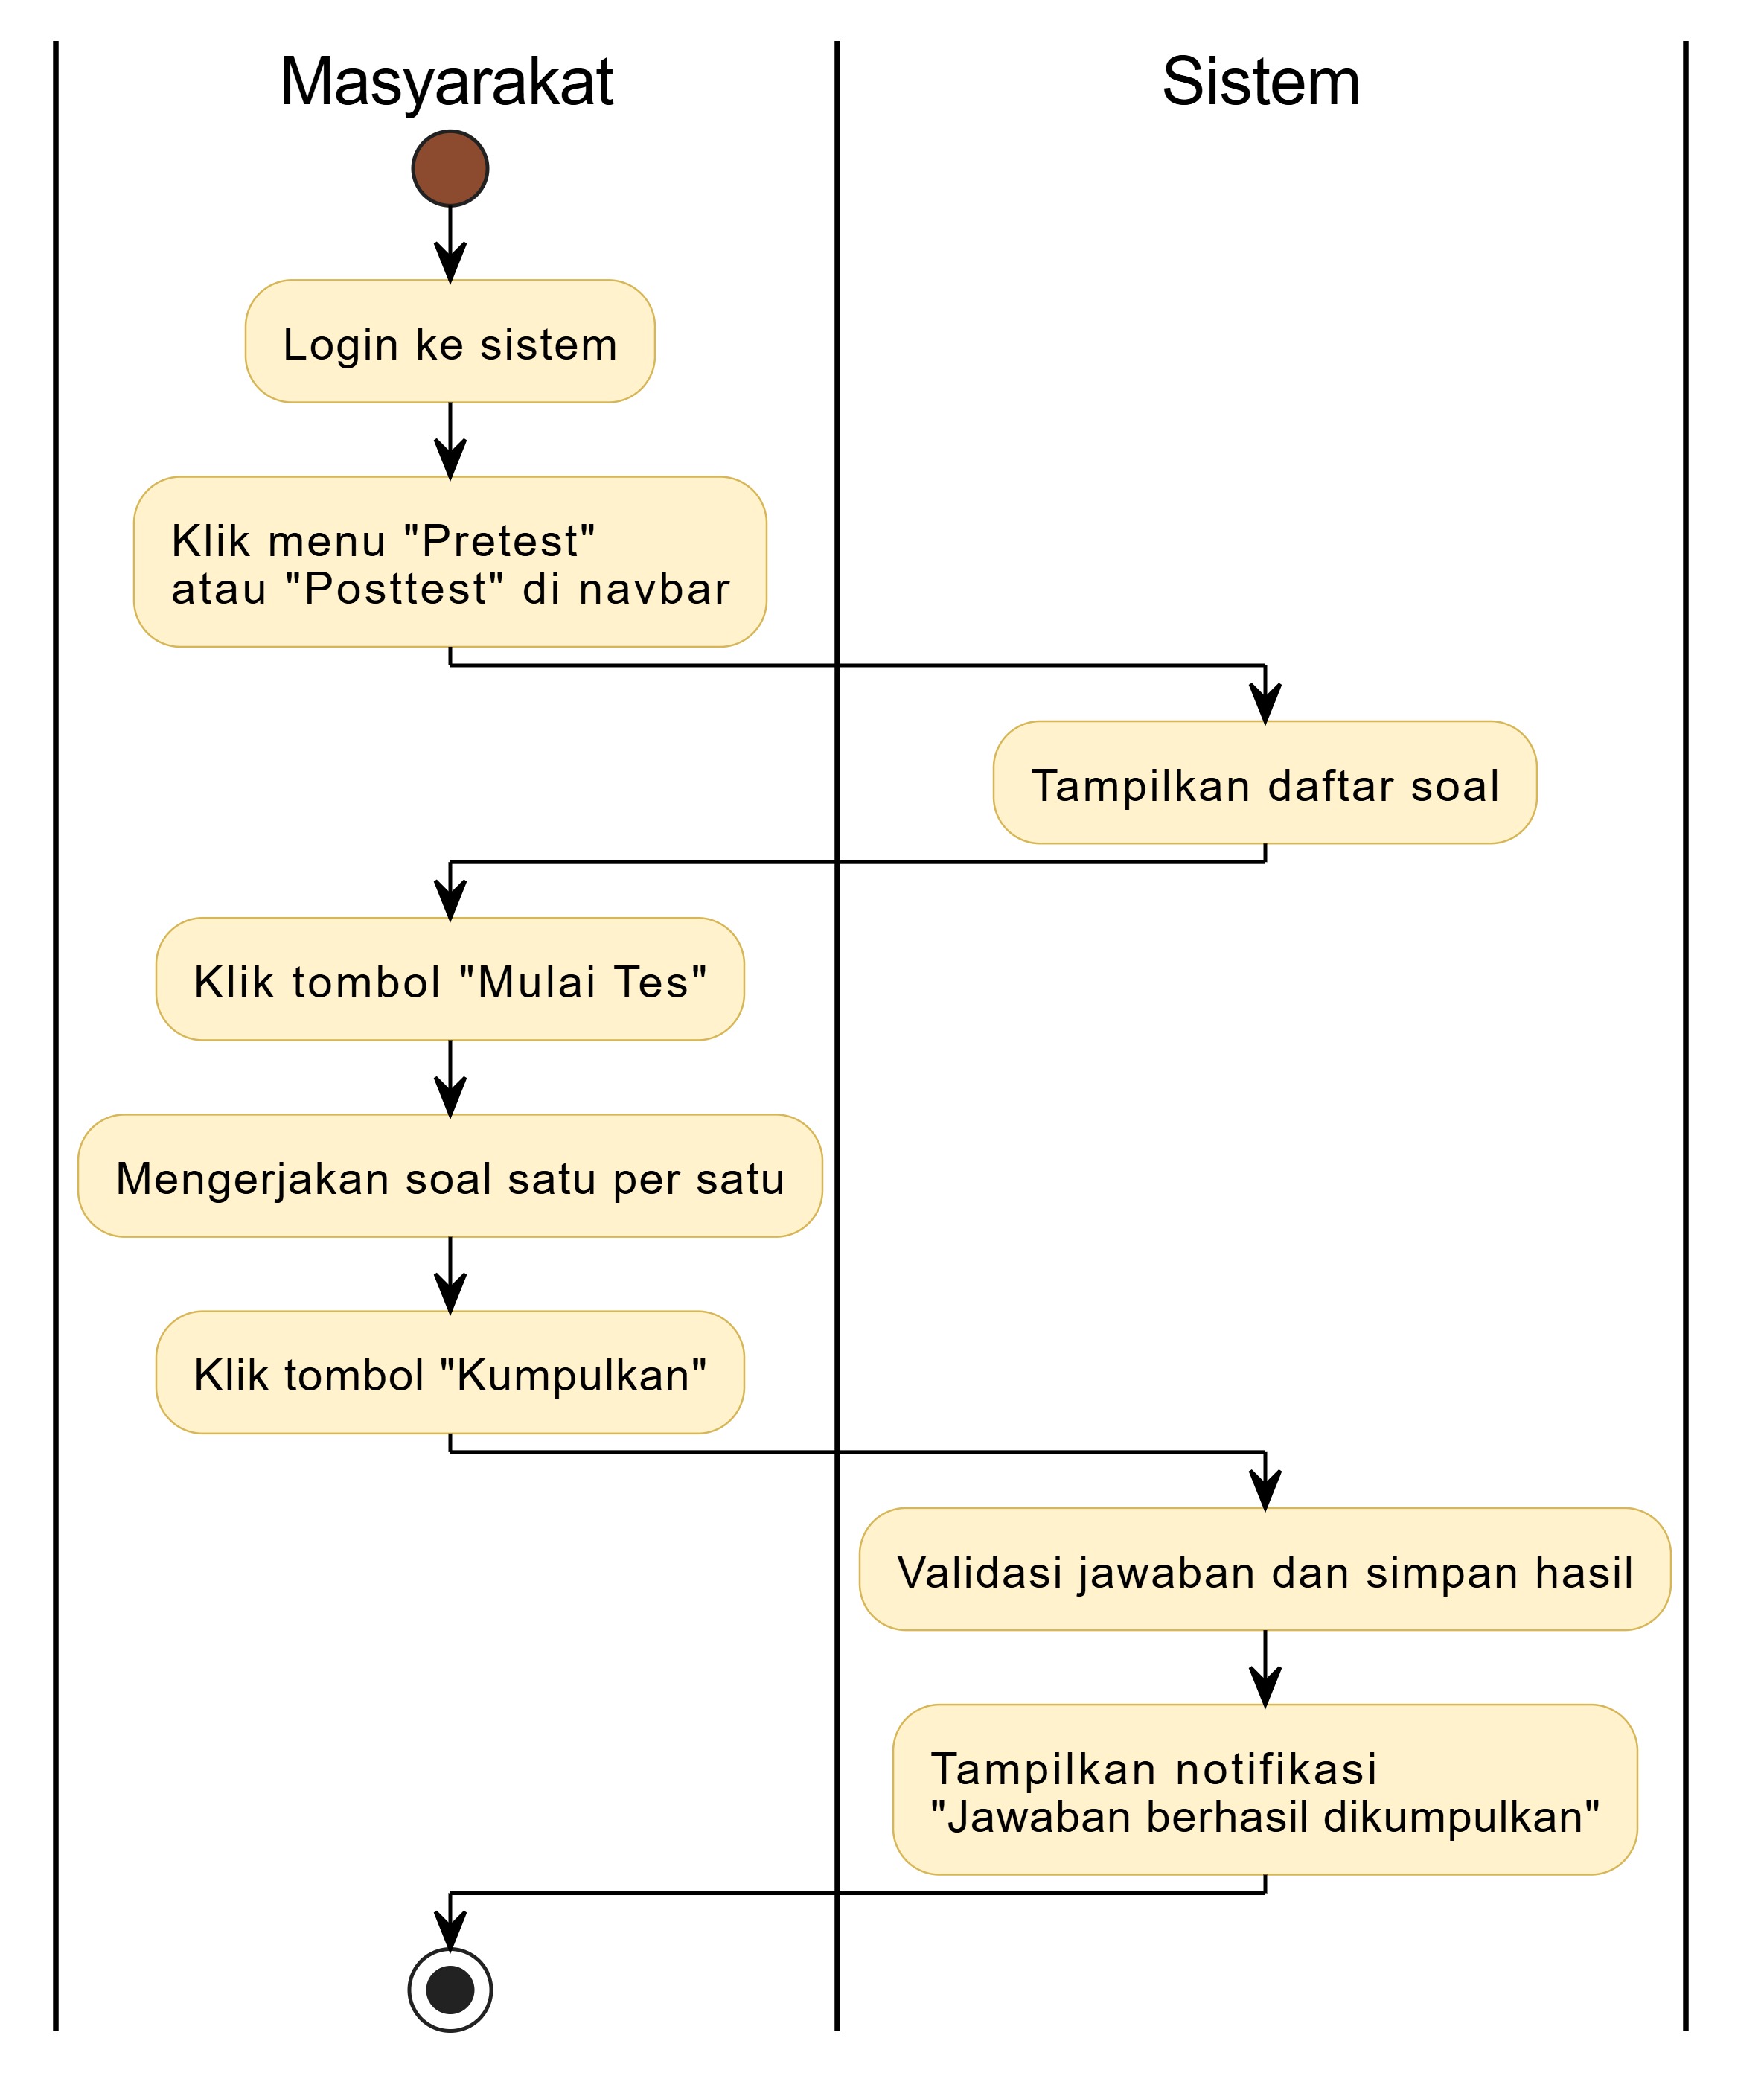 Masyarakat
Sistem
Login ke sistem
Klik menu "Pretest"
atau "Posttest" di navbar
Tampilkan daftar soal
Klik tombol "Mulai Tes"
Mengerjakan soal satu per satu
Klik tombol "Kumpulkan"
Validasi jawaban dan simpan hasil
Tampilkan notifikasi
"Jawaban berhasil dikumpulkan"